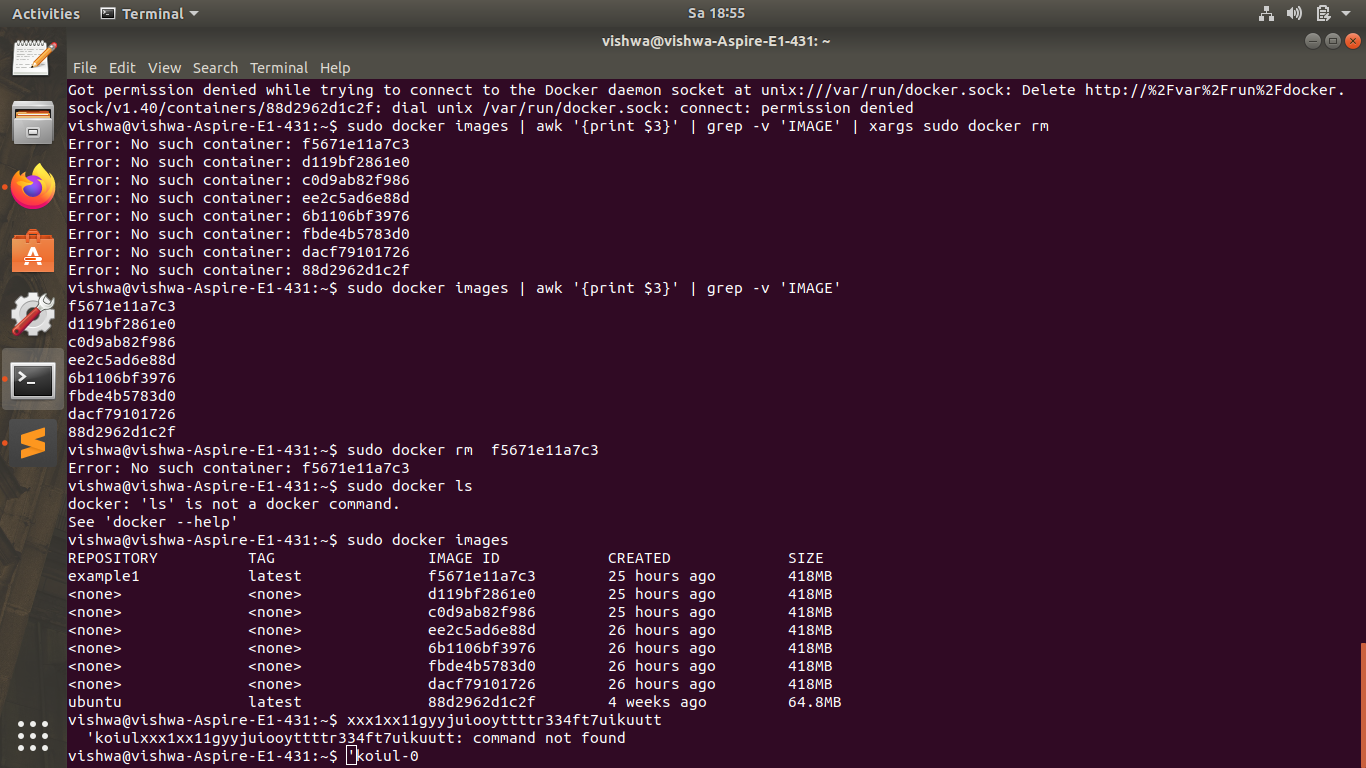 Activities Terminal Sa 18:55
vishwa@vishwa-Aspire-E1-431: ~
File Edit View Search Terminal Help
Got permission denied while trying to connect to the Docker daemon socket at unix:///var/run/docker.sock: Delete http://%2Fvar%2Frun%2Fdocker.
sock/v1.40/containers/88d2962d1c2f: dial unix /var/run/docker.sock: connect: permission denied
vishwa@vishwa-Aspire-E1-431:~$ sudo docker images | awk '{print $3}' | grep -v 'IMAGE' | xargs sudo docker rm
Error: No such container: f5671e11a7c3
Error: No such container: d119bf2861e0
Error: No such container: c0d9ab82f986
Error: No such container: ee2c5ad6e88d
Error: No such container: 6b1106bf3976
Error: No such container: fbde4b5783d0
Error: No such container: dacf79101726
Error: No such container: 88d2962d1c2f
vishwa@vishwa-Aspire-E1-431:~$ sudo docker images | awk '{print $3}' | grep -v 'IMAGE'
f5671e11a7c3
d119bf2861e0
c0d9ab82f986
ee2c5ad6e88d
6b1106bf3976
fbde4b5783d0
dacf79101726
88d2962d1c2f
vishwa@vishwa-Aspire-E1-431:~$ sudo docker rm  f5671e11a7c3
Error: No such container: f5671e11a7c3
vishwa@vishwa-Aspire-E1-431:~$ sudo docker ls
docker: 'ls' is not a docker command.
See 'docker --help'
vishwa@vishwa-Aspire-E1-431:~$ sudo docker images
REPOSITORY          TAG                 IMAGE ID            CREATED             SIZE
example1            latest              f5671e11a7c3        25 hours ago        418MB
<none>              <none>              d119bf2861e0        25 hours ago        418MB
<none>              <none>              c0d9ab82f986        25 hours ago        418MB
<none>              <none>              ee2c5ad6e88d        26 hours ago        418MB
<none>              <none>              6b1106bf3976        26 hours ago        418MB
<none>              <none>              fbde4b5783d0        26 hours ago        418MB
<none>              <none>              dacf79101726        26 hours ago        418MB
ubuntu              latest              88d2962d1c2f        4 weeks ago         64.8MB
vishwa@vishwa-Aspire-E1-431:~$ xxx1xx11gyyjuiooyttttr334ft7uikuutt
  'koiulxxx1xx11gyyjuiooyttttr334ft7uikuutt: command not found
vishwa@vishwa-Aspire-E1-431:~$ 'koiul-0